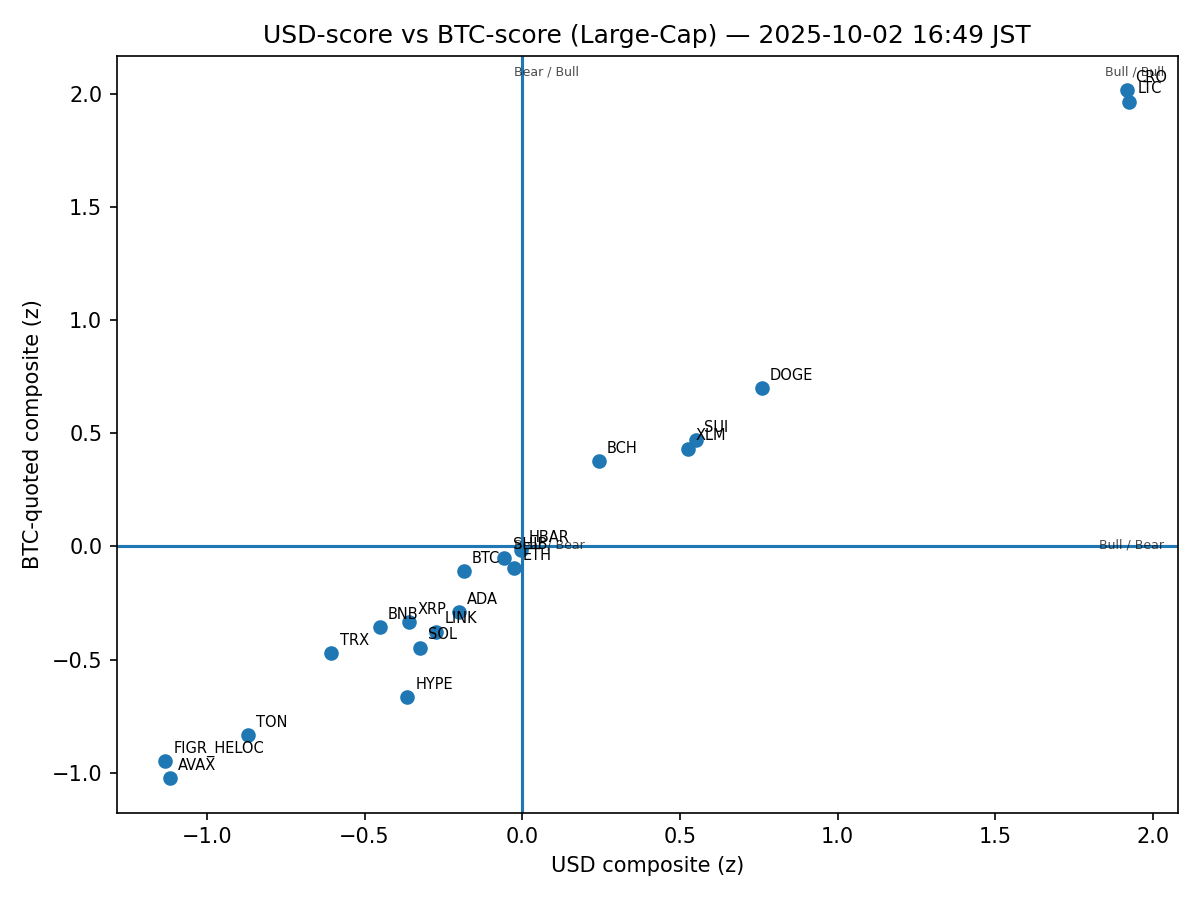 USD-score vs BTC-score (Large-Cap) — 2025-10-02 16:49 JST
Bear / Bull
Bull / Bull
CRO
LTC
2.0
1.5
1.0
0.5
0.0
−0.5
−1.0
BTC-quoted composite (z)
DOGE
SUI
XLM
BCH
HBAR
SHIB
Bear / Bear
Bull / Bear
ETH
BTC
ADA
XRP
BNB
LINK
SOL
TRX
HYPE
TON
FIGR_HELOC
AVAX
−1.0
−0.5
0.0
0.5
1.0
1.5
2.0
USD composite (z)